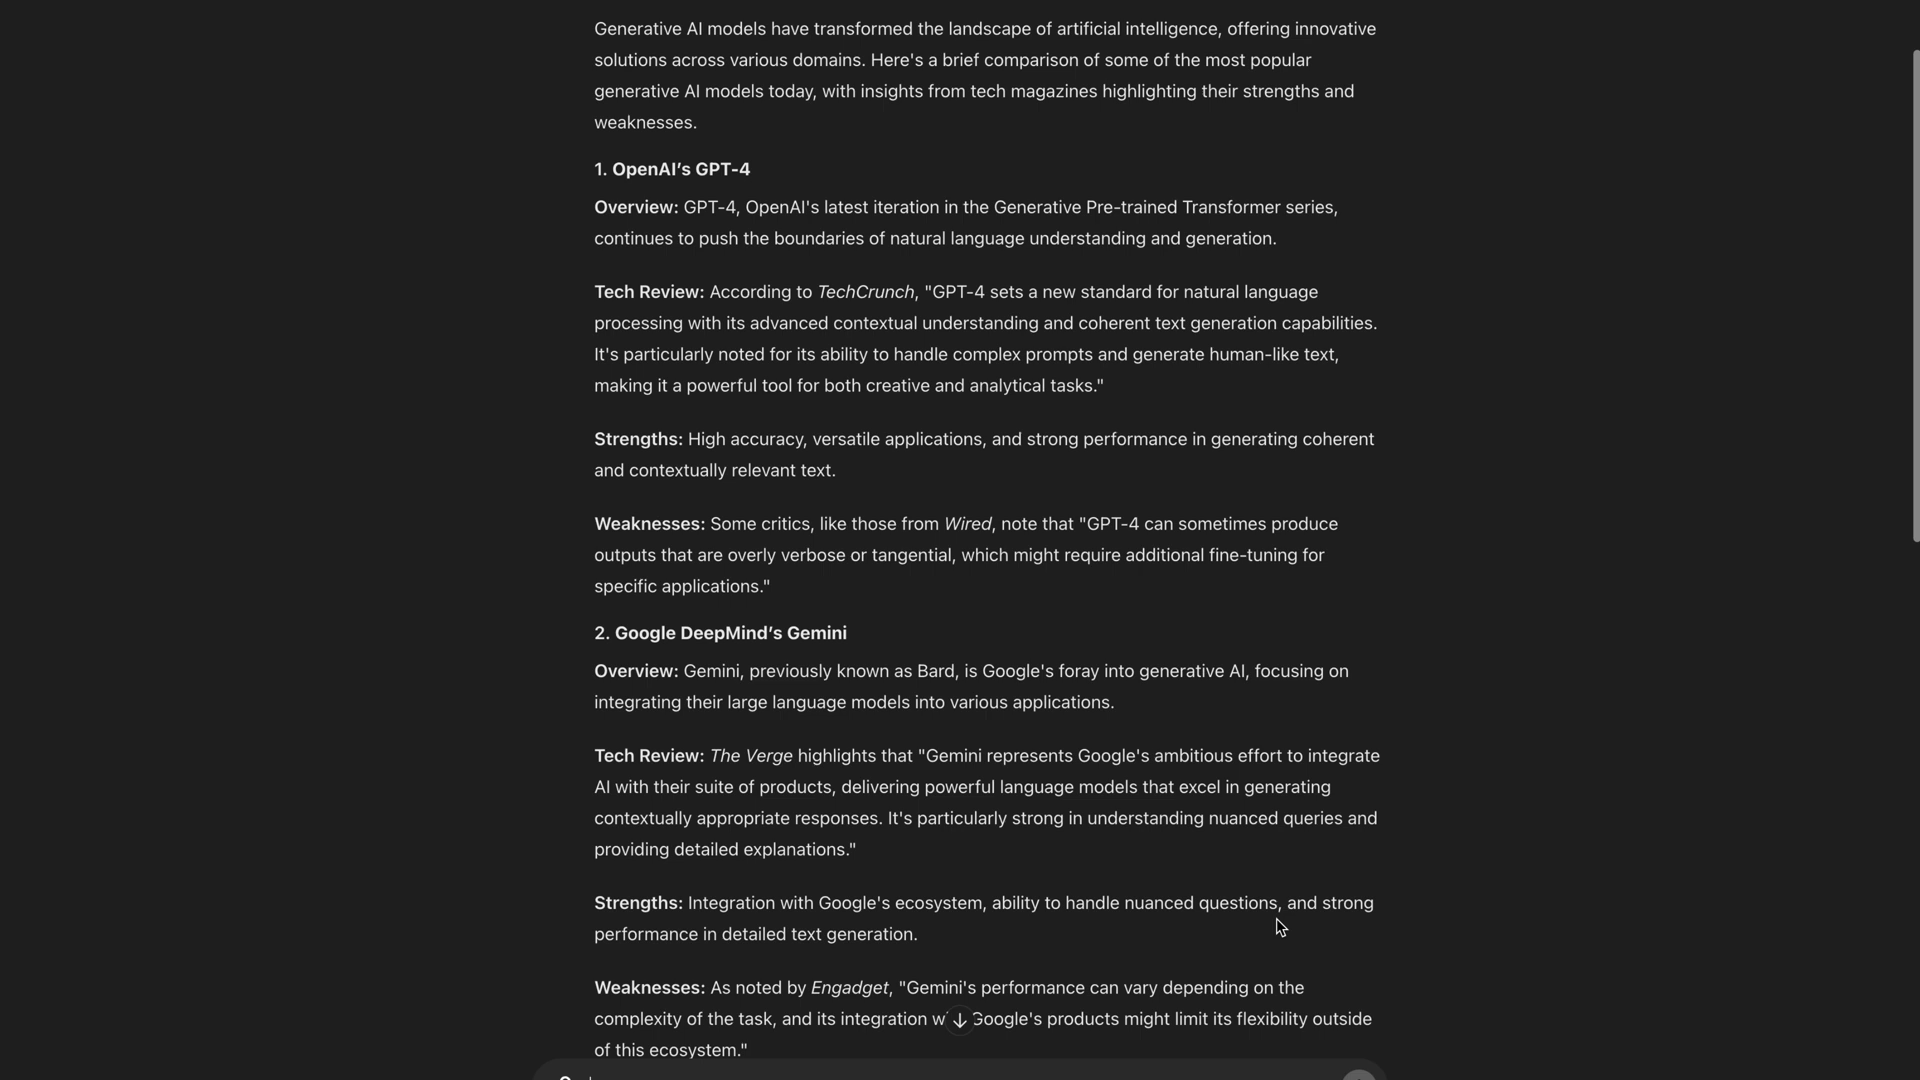 Generative AI models have transformed the landscape of artificial intelligence, offering innovative
solutions across various domains. Here's a brief comparison of some of the most popular
generative AI models today, with insights from tech magazines highlighting their strengths and
weaknesses.
1. OpenAI’s GPT-4
Overview: GPT-4, OpenAI's latest iteration in the Generative Pre-trained Transformer series,
continues to push the boundaries of natural language understanding and generation.
Tech Review: According to TechCrunch, "GPT-4 sets a new standard for natural language
processing with its advanced contextual understanding and coherent text generation capabilities.
It's particularly noted for its ability to handle complex prompts and generate human-like text,
making it a powerful tool for both creative and analytical tasks."
Strengths: High accuracy, versatile applications, and strong performance in generating coherent
and contextually relevant text.
Weaknesses: Some critics, like those from Wired, note that "GPT-4 can sometimes produce
outputs that are overly verbose or tangential, which might require additional fine-tuning for
specific applications."
2. Google DeepMind’s Gemini
Overview: Gemini, previously known as Bard, is Google's foray into generative AI, focusing on
integrating their large language models into various applications.
Tech Review: The Verge highlights that "Gemini represents Google's ambitious effort to integrate
AI with their suite of products, delivering powerful language models that excel in generating
contextually appropriate responses. It's particularly strong in understanding nuanced queries and
providing detailed explanations."
Strengths: Integration with Google's ecosystem, ability to handle nuanced questions, and strong
performance in detailed text generation.
Weaknesses: As noted by Engadget, "Gemini's performance can vary depending on the
complexity of the task, and its integration Google's products might limit its flexibility outside
of this ecosystem."